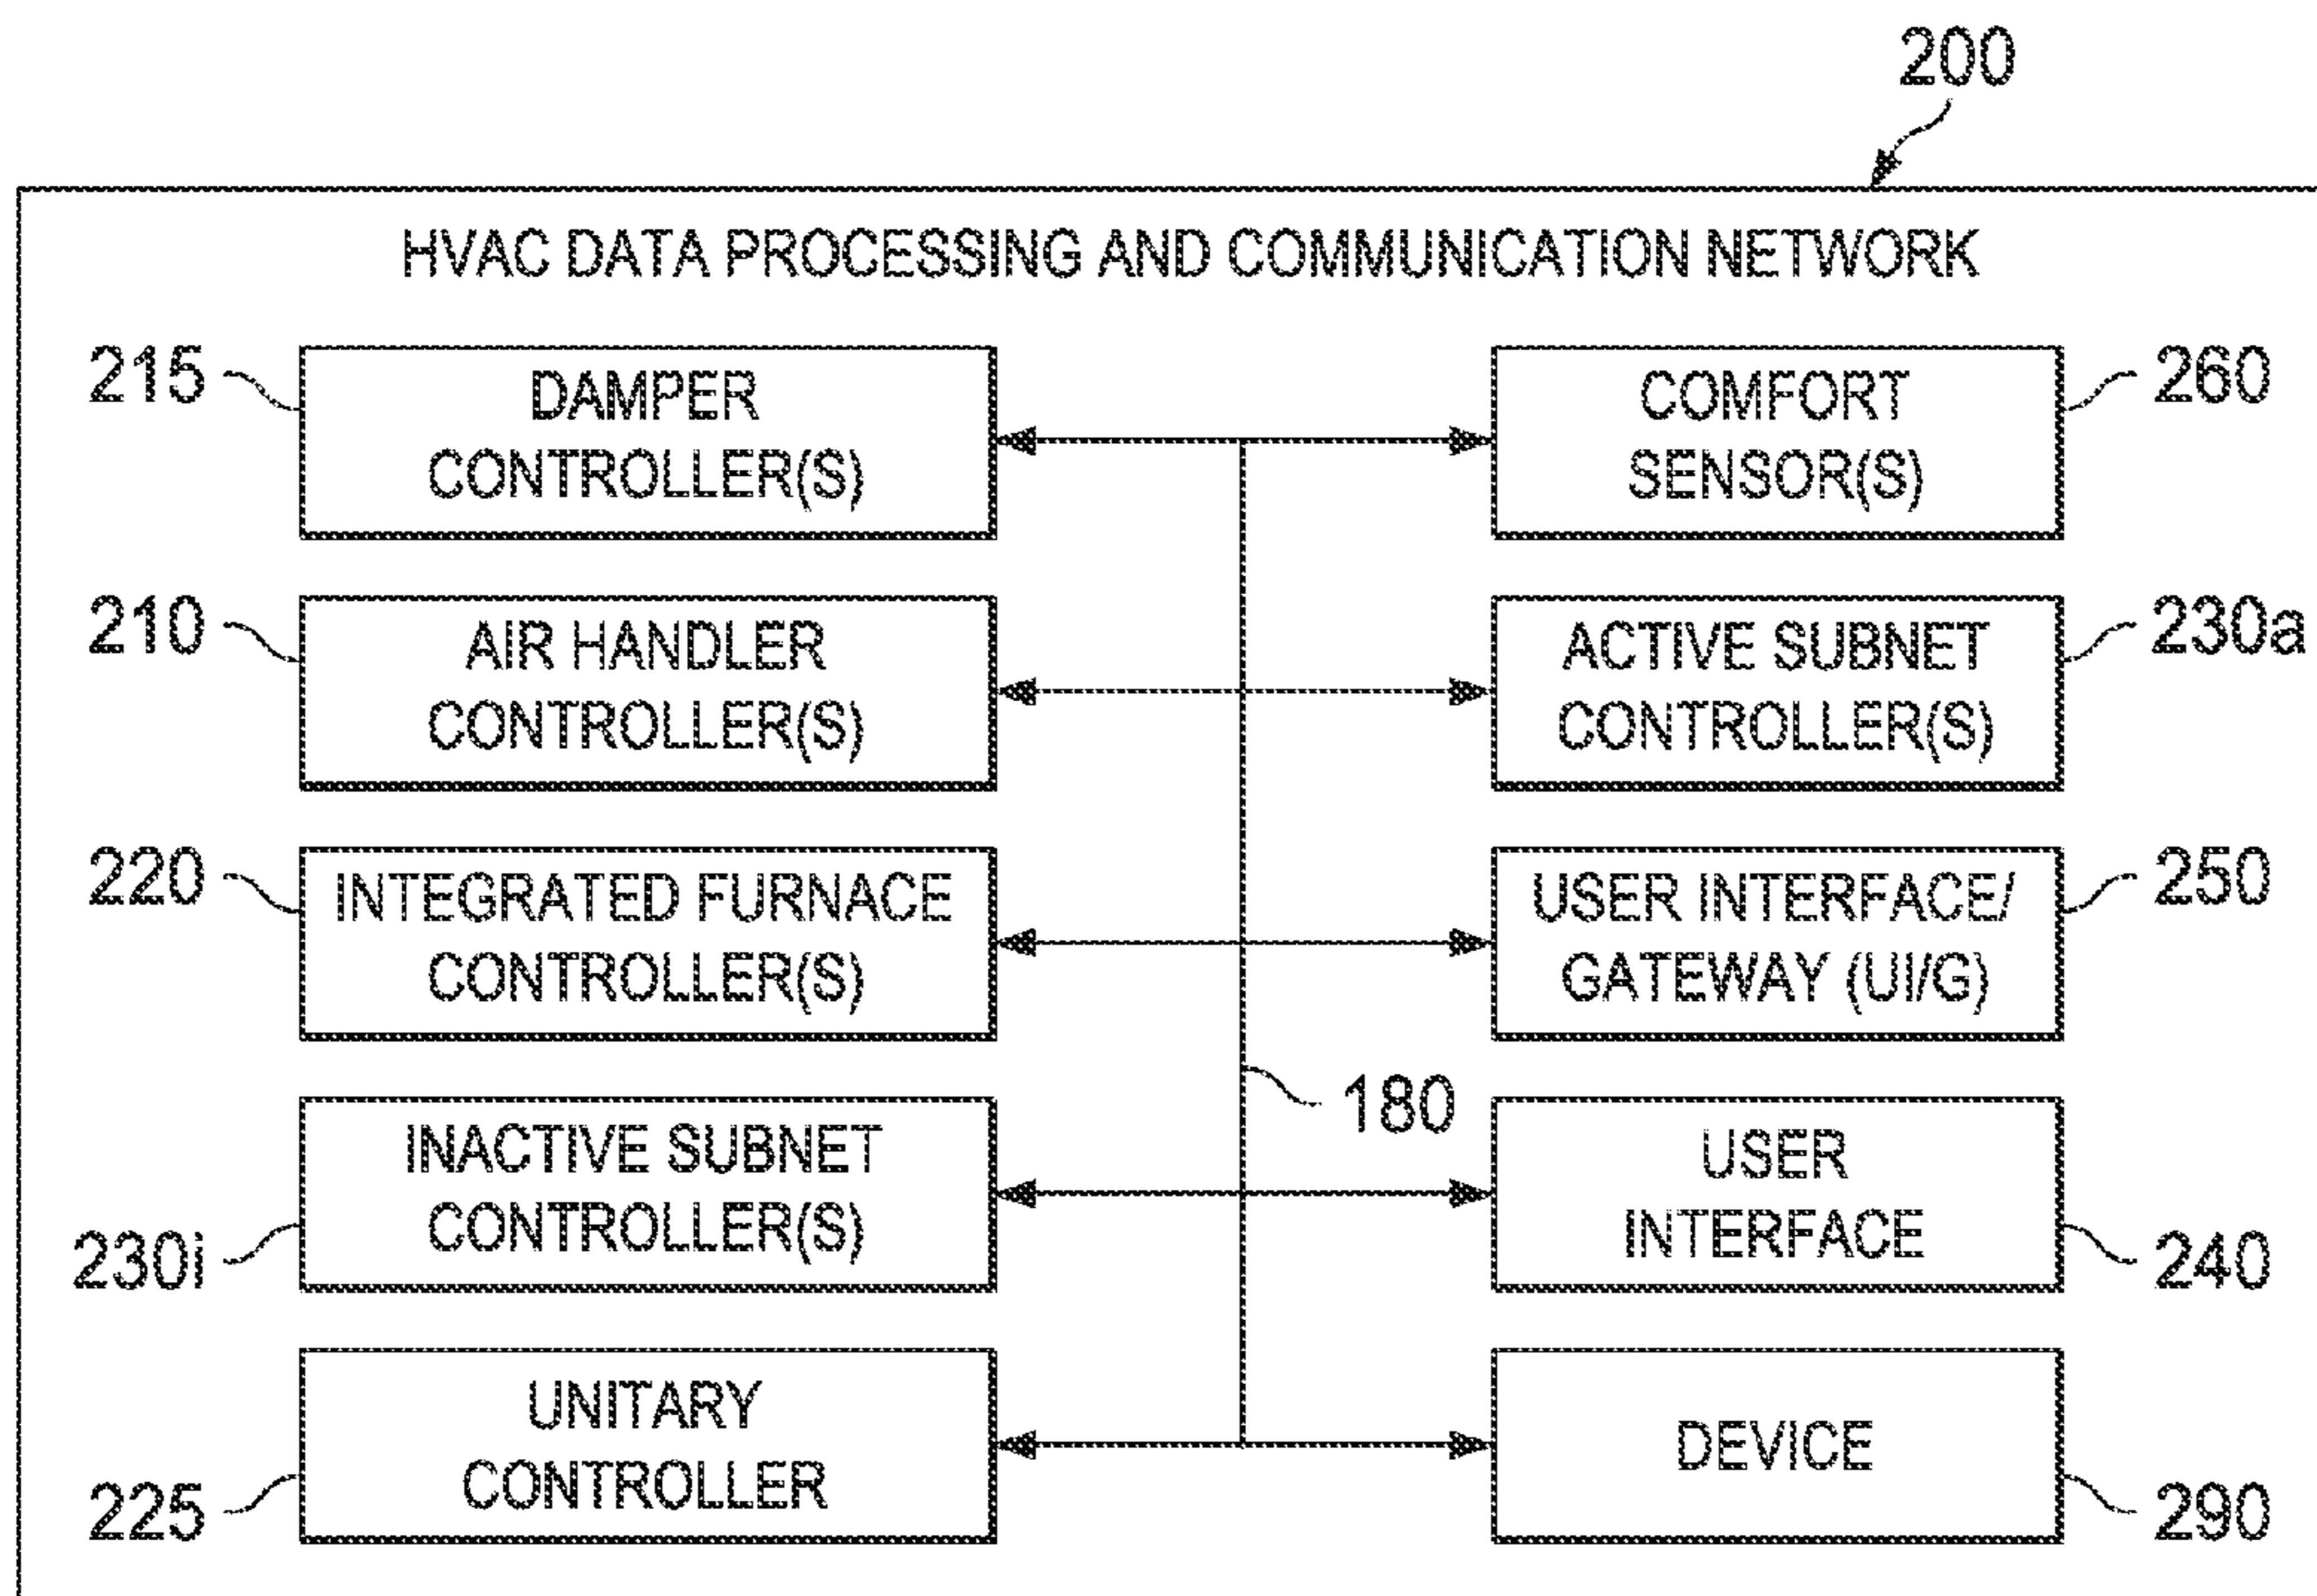 200
HVAC DATA PROCESSING AND COMMUNICATION NETWORK
215
DAMPER
CONTROLLER(S)
COMFORT
SENSOR(S)
260
210
AIR HANDLER
CONTROLLER(S)
ACTIVE SUBNET
CONTROLLER(S)
230a
220
INTEGRATED FURNACE
CONTROLLER(S)
USER INTERFACE/
GATEWAY (UI/G)
250
180
230i
INACTIVE SUBNET
CONTROLLER(S)
USER
INTERFACE
240
225
UNITARY
CONTROLLER
DEVICE
290